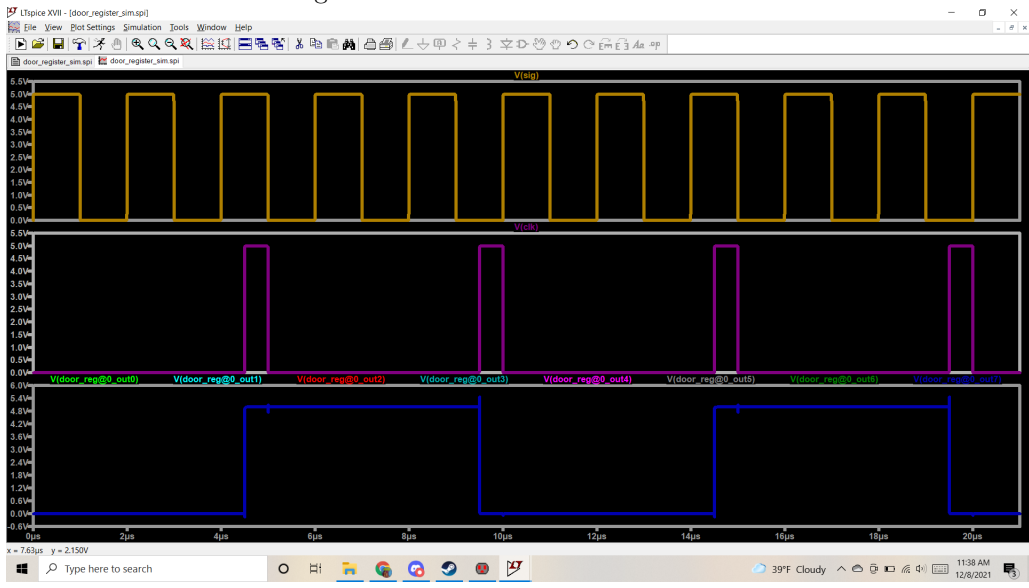 LTspice XVII - [door_register_sim.spi]
File View Plot Settings Simulation Tools Window Help
door_register_sim.spi door_register_sim.spi
V(sig)
5.5V
5.0V
4.5V
4.0V
3.5V
3.0V
2.5V
2.0V
1.5V
1.0V
0.5V
0.0V
V(clk)
5.5V
5.0V
4.5V
4.0V
3.5V
3.0V
2.5V
2.0V
1.5V
1.0V
0.5V
0.0V
V(door_reg@0_out0) V(door_reg@0_out1) V(door_reg@0_out2) V(door_reg@0_out3) V(door_reg@0_out4) V(door_reg@0_out5) V(door_reg@0_out6) V(door_reg@0_out7)
6.0V
5.4V
4.8V
4.2V
3.6V
3.0V
2.4V
1.8V
1.2V
0.6V
0.0V
-0.6V
0µs 2µs 4µs 6µs 8µs 10µs 12µs 14µs 16µs 18µs 20µs
x = 7.63µs y = 2.150V
Type here to search
39°F Cloudy
11:38 AM
12/8/2021
3